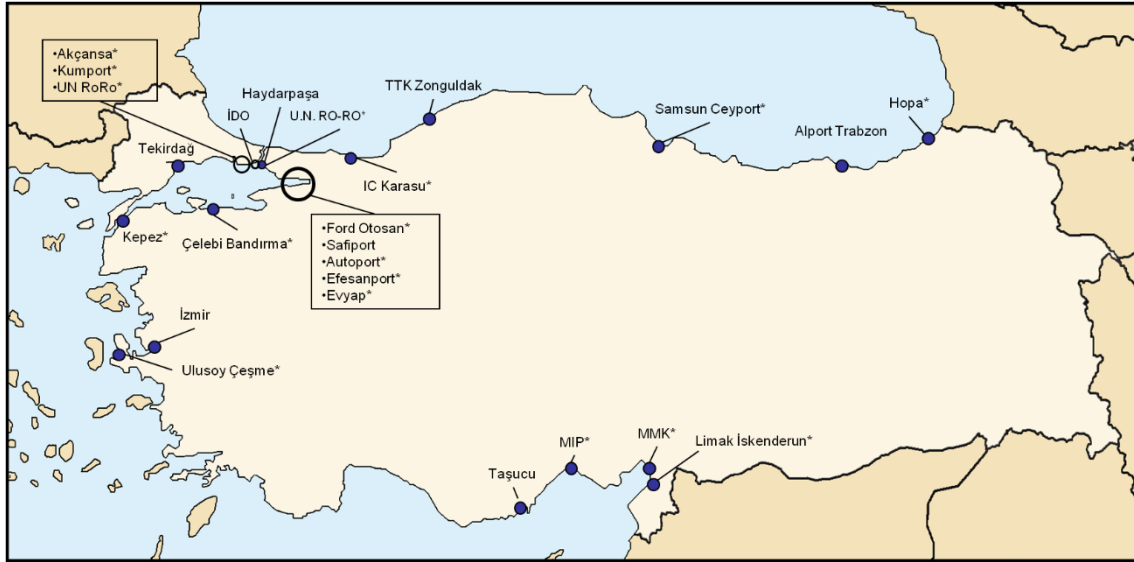 •Akçansa*
•Kumport*
•UN RoRo*
Haydarpaşa
İDO
U.N. RO-RO*
TTK Zonguldak
Samsun Ceyport*
Hopa*
Alport Trabzon
Tekirdağ
IC Karasu*
Kepez*
Çelebi Bandırma*
•Ford Otosan*
•Safiport
•Autoport*
•Efesanport*
•Evyap*
İzmir
Ulusoy Çeşme*
MIP*
MMK*
Limak İskenderun*
Taşucu